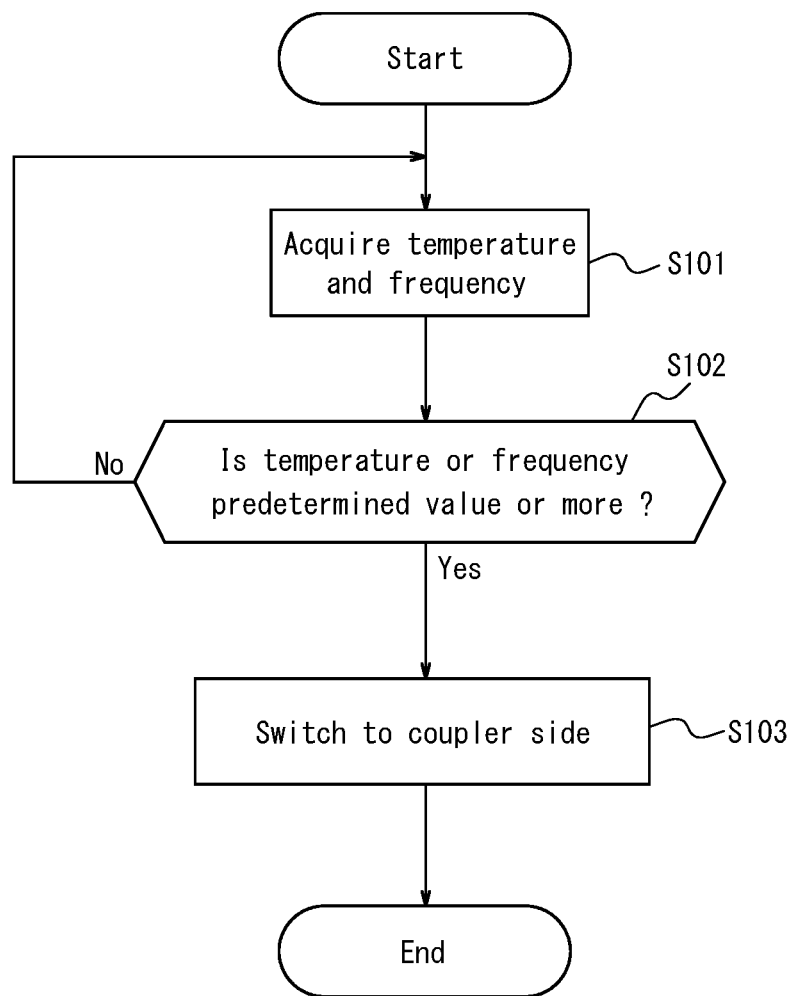 Start
Acquire temperature
and frequency
S101
S102
No
Is temperature or frequency
predetermined value or more ?
Yes
Switch to coupler side
S103
End